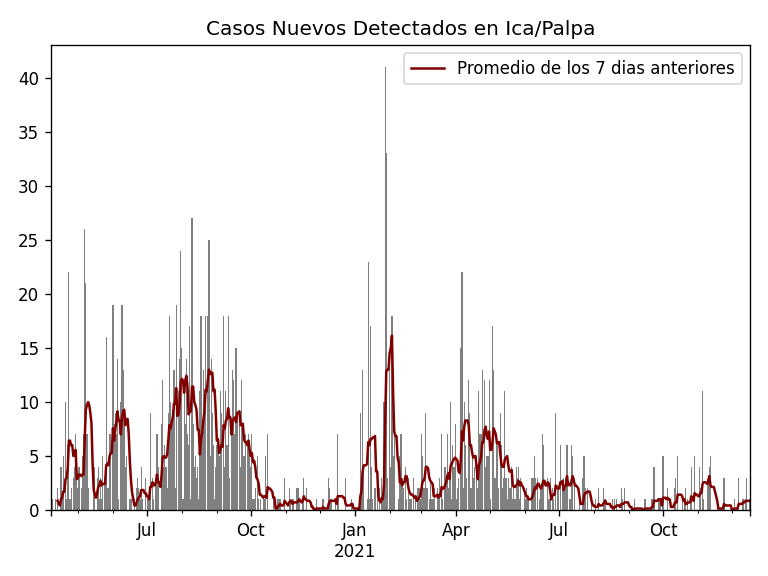 Casos Nuevos Detectados en Ica/Palpa
Promedio de los 7 dias anteriores
40
35
30
25
20
15
10
5
0
Jul
Oct
Jan
2021
Apr
Jul
Oct